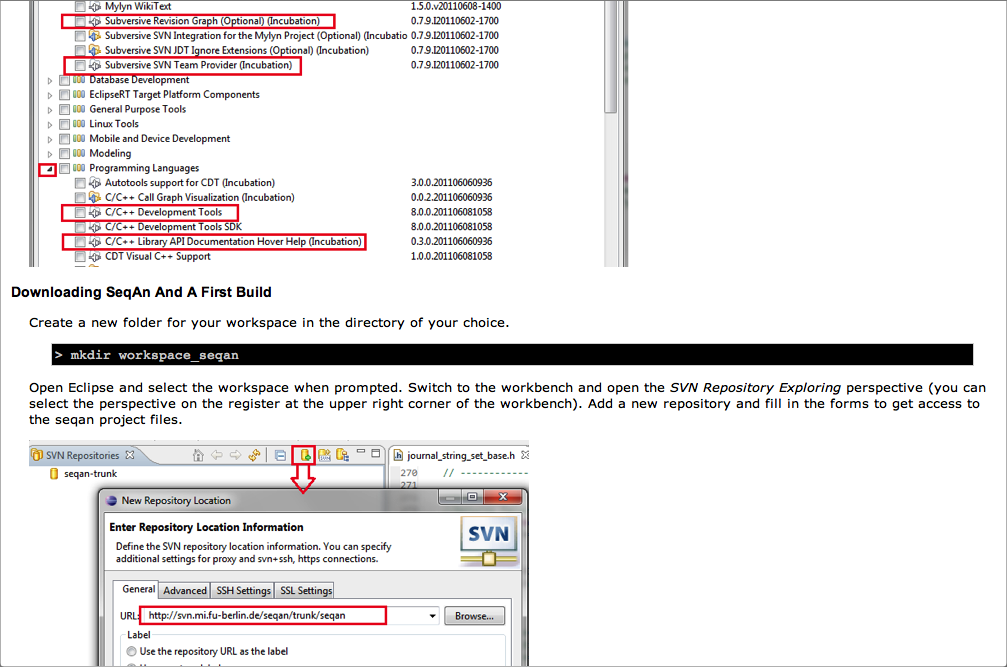 Mylyn WikiText 1.5.0.v20110608-1400
Subversive Revision Graph (Optional) (Incubation) 0.7.9.I20110602-1700
Subversive SVN Integration for the Mylyn Project (Optional) (Incubatio 0.7.9.I20110602-1700
Subversive SVN JDT Ignore Extensions (Optional) (Incubation) 0.7.9.I20110602-1700
Subversive SVN Team Provider (Incubation) 0.7.9.I20110602-1700
Database Development
EclipseRT Target Platform Components
General Purpose Tools
Linux Tools
Mobile and Device Development
Modeling
Programming Languages
Autotools support for CDT (Incubation) 3.0.0.201106060936
C/C++ Call Graph Visualization (Incubation) 0.0.2.201106060936
C/C++ Development Tools 8.0.0.201106081058
C/C++ Development Tools SDK 8.0.0.201106081058
C/C++ Library API Documentation Hover Help (Incubation) 0.3.0.201106060936
CDT Visual C++ Support 1.0.0.201106081058
Downloading SeqAn And A First Build
Create a new folder for your workspace in the directory of your choice.
> mkdir workspace_seqan
Open Eclipse and select the workspace when prompted. Switch to the workbench and open the SVN Repository Exploring perspective (you can
select the perspective on the register at the upper right corner of the workbench). Add a new repository and fill in the forms to get access to
the seqan project files.
SVN Repositories journal_string_set_base.h
seqan-trunk 270 // ------------
271
New Repository Location
Enter Repository Location Information
SVN
Define the SVN repository location information. You can specify
additional settings for proxy and svn+ssh, https connections.
General Advanced SSH Settings SSL Settings
URL: http://svn.mi.fu-berlin.de/seqan/trunk/seqan Browse...
Label
Use the repository URL as the label